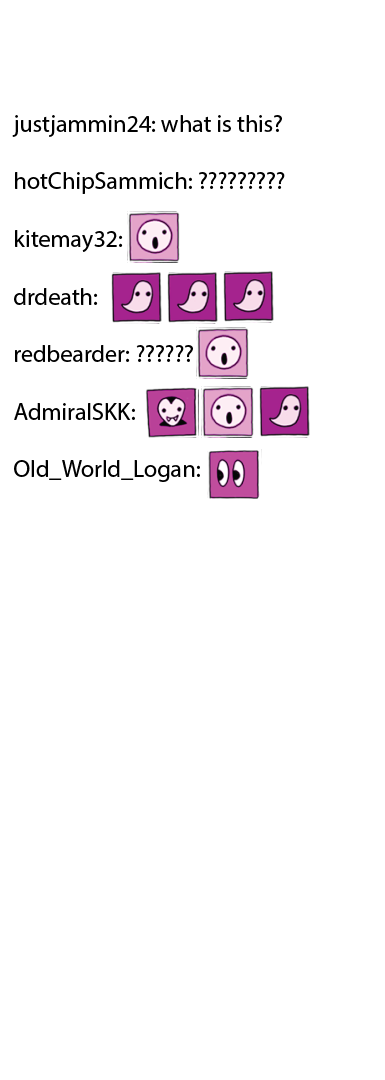 justjammin24: what is this?
hotChipSammich: ?????????
kitemay32:
drdeath:
redbearder: ??????
AdmiralSKK:
Old_World_Logan: